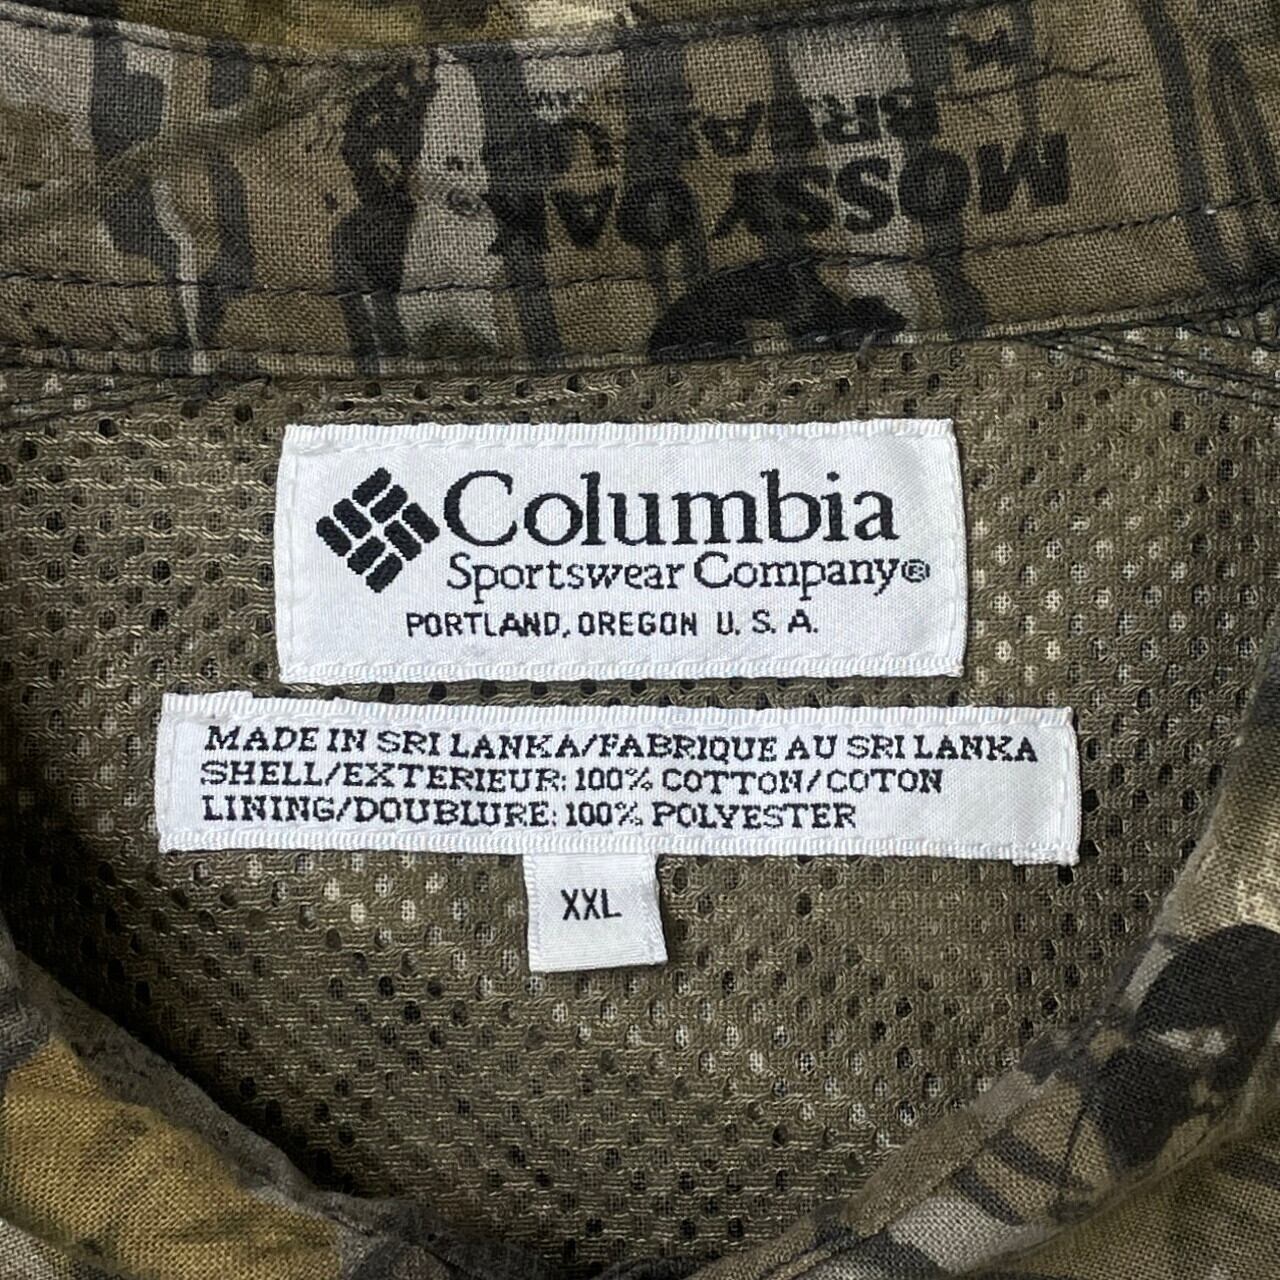 MOSSY OAK
BREAK-UP
Columbia
Sportswear Company®
PORTLAND, OREGON U. S. A.
MADE IN SRI LANKA/FABRIQUE AU SRI LANKA
SHELL/EXTERIEUR: 100% COTTON/COTON
LINING/DOUBLURE: 100% POLYESTER
XXL